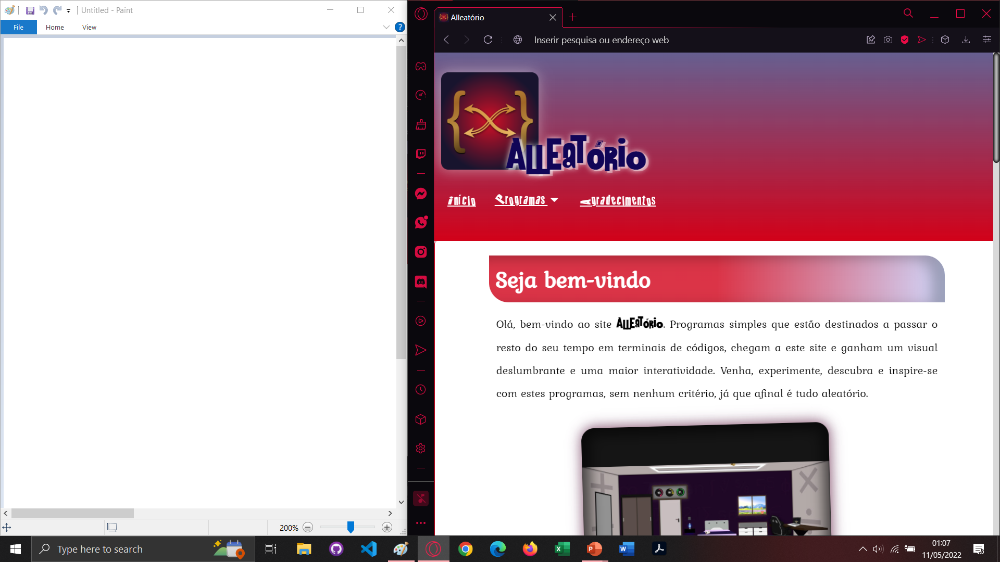 Untitled - Paint
File
Home
View
200%
Alleatório
Inserir pesquisa ou endereço web
{ }
Alleatório
Início
Programas
Agradecimentos
Seja bem-vindo
Olá, bem-vindo ao site Alleatório. Programas simples que estão destinados a passar o
resto do seu tempo em terminais de códigos, chegam a este site e ganham um visual
deslumbrante e uma maior interatividade. Venha, experimente, descubra e inspire-se
com estes programas, sem nenhum critério, já que afinal é tudo aleatório.
Type here to search
01:07
11/05/2022